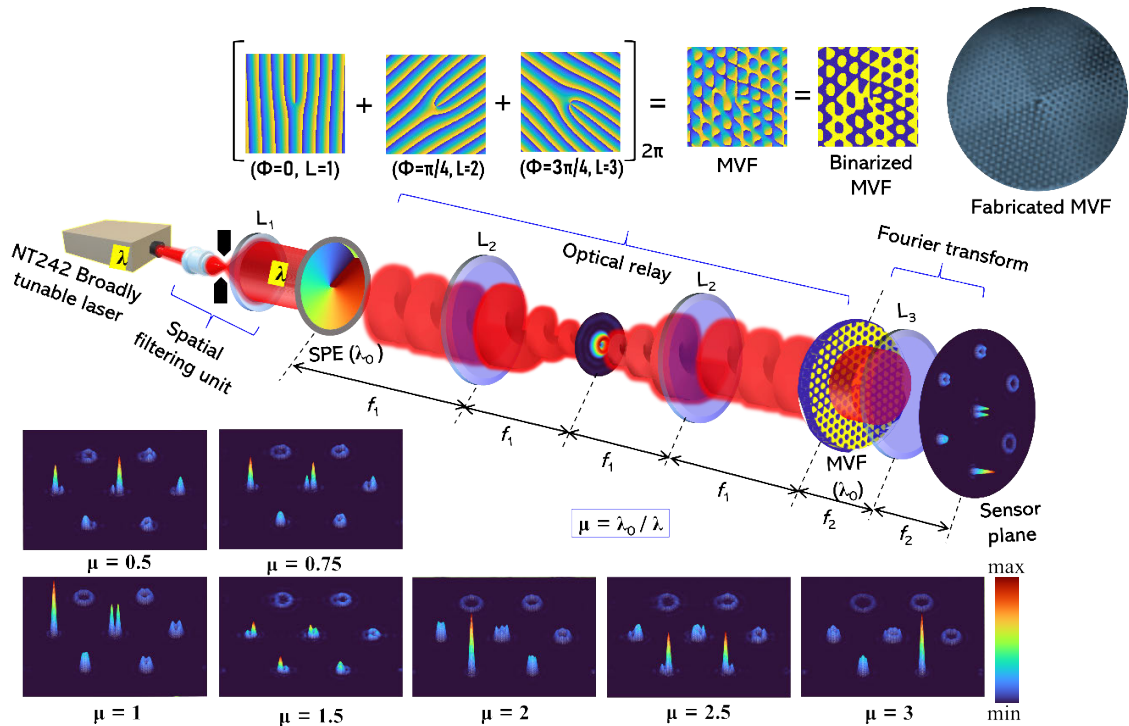 +
+
=
=
2π
(Φ=0, L=1)
(Φ=π/4, L=2)
(Φ=3π/4, L=3)
MVF
Binarized
MVF
Fabricated MVF
λ
NT242 Broadly
tunable laser
Spatial
filtering unit
L₁
λ
SPE (λ₀)
L₂
Optical relay
L₂
Fourier transform
L₃
MVF
(λ₀)
Sensor
plane
f₁
f₁
f₁
f₁
f₂
f₂
μ = λ₀ / λ
μ = 0.5
μ = 0.75
μ = 1
μ = 1.5
μ = 2
μ = 2.5
μ = 3
max
min